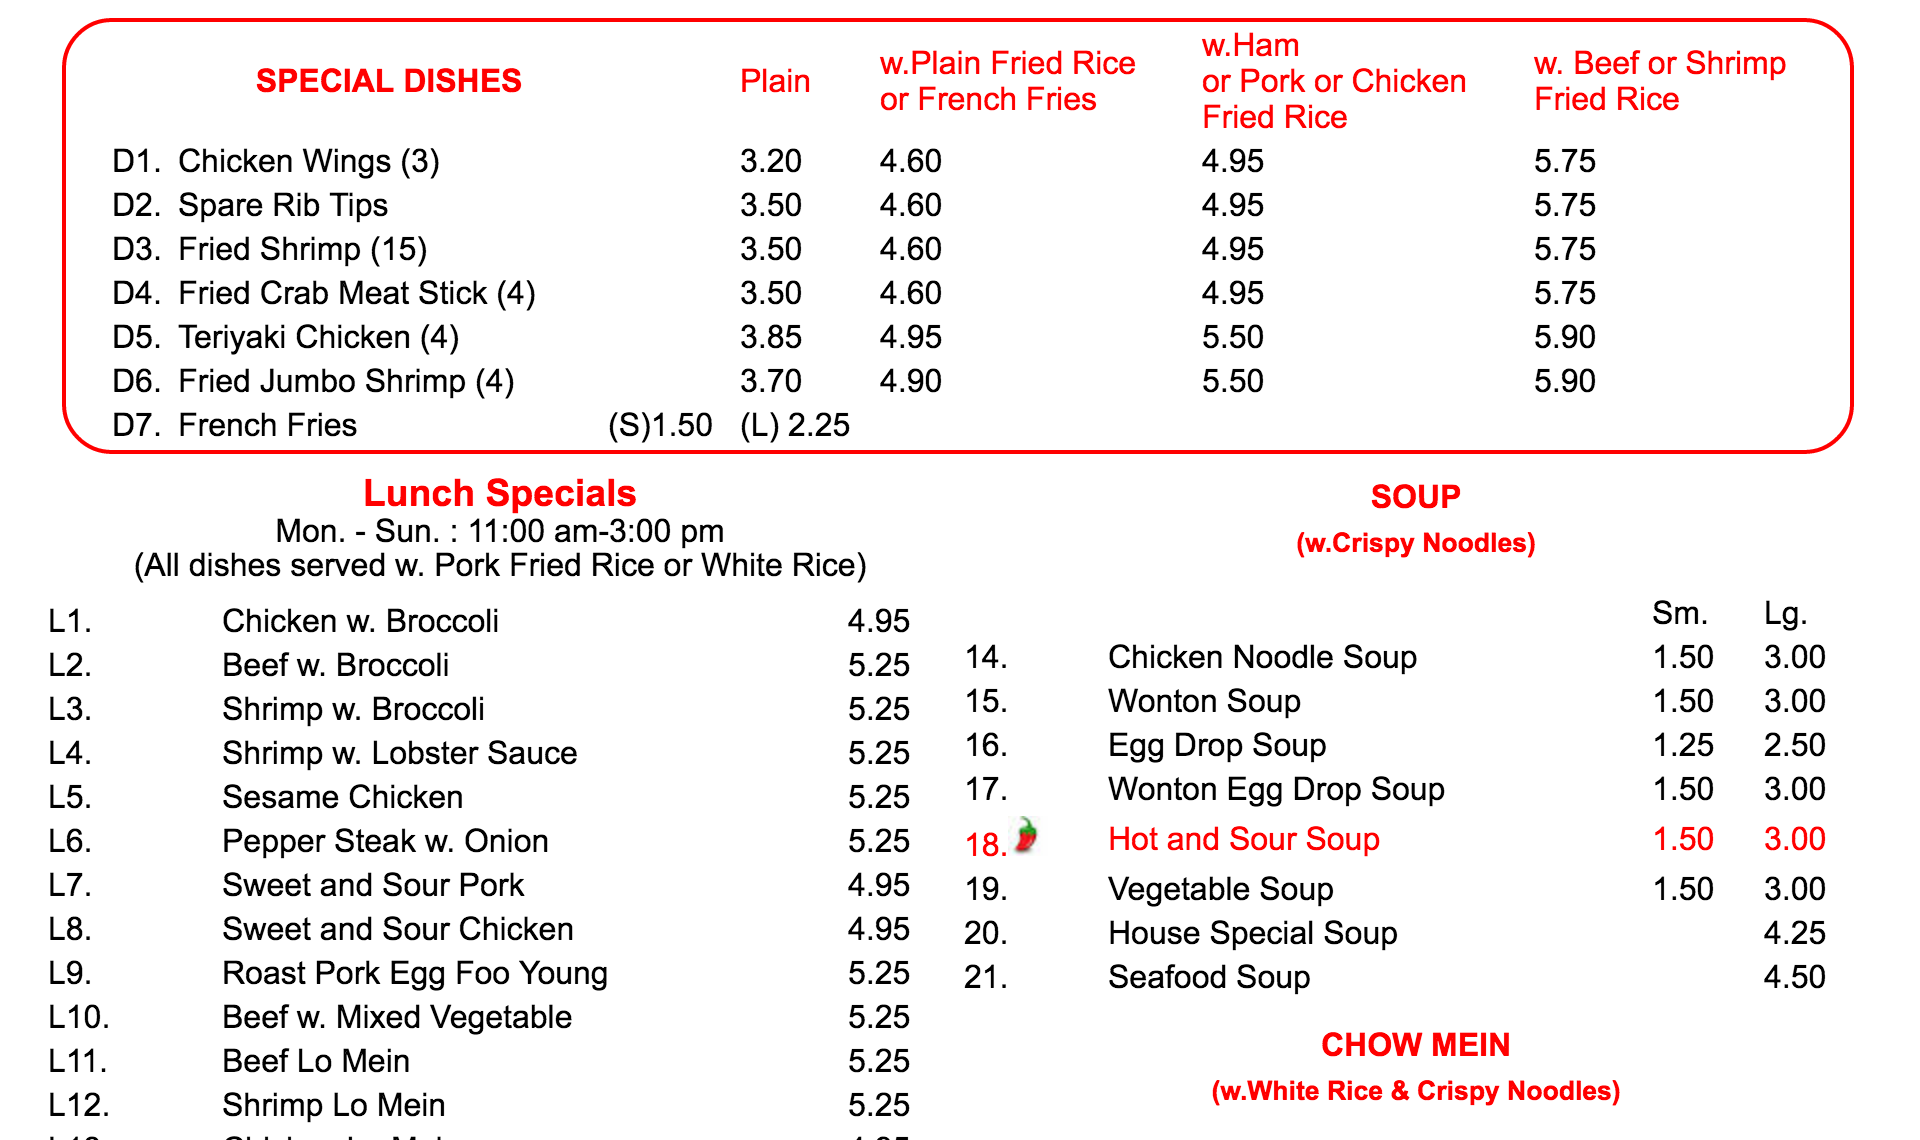 SPECIAL DISHES Plain w.Plain Fried Rice or French Fries w.Ham or Pork or Chicken Fried Rice w. Beef or Shrimp Fried Rice
D1. Chicken Wings (3) 3.20 4.60 4.95 5.75
D2. Spare Rib Tips 3.50 4.60 4.95 5.75
D3. Fried Shrimp (15) 3.50 4.60 4.95 5.75
D4. Fried Crab Meat Stick (4) 3.50 4.60 4.95 5.75
D5. Teriyaki Chicken (4) 3.85 4.95 5.50 5.90
D6. Fried Jumbo Shrimp (4) 3.70 4.90 5.50 5.90
D7. French Fries (S)1.50 (L) 2.25
Lunch Specials
Mon. - Sun. : 11:00 am-3:00 pm
(All dishes served w. Pork Fried Rice or White Rice)
L1. Chicken w. Broccoli 4.95
L2. Beef w. Broccoli 5.25
L3. Shrimp w. Broccoli 5.25
L4. Shrimp w. Lobster Sauce 5.25
L5. Sesame Chicken 5.25
L6. Pepper Steak w. Onion 5.25
L7. Sweet and Sour Pork 4.95
L8. Sweet and Sour Chicken 4.95
L9. Roast Pork Egg Foo Young 5.25
L10. Beef w. Mixed Vegetable 5.25
L11. Beef Lo Mein 5.25
L12. Shrimp Lo Mein 5.25
SOUP
(w.Crispy Noodles)
Sm. Lg.
14. Chicken Noodle Soup 1.50 3.00
15. Wonton Soup 1.50 3.00
16. Egg Drop Soup 1.25 2.50
17. Wonton Egg Drop Soup 1.50 3.00
18. Hot and Sour Soup 1.50 3.00
19. Vegetable Soup 1.50 3.00
20. House Special Soup 4.25
21. Seafood Soup 4.50
CHOW MEIN
(w.White Rice & Crispy Noodles)